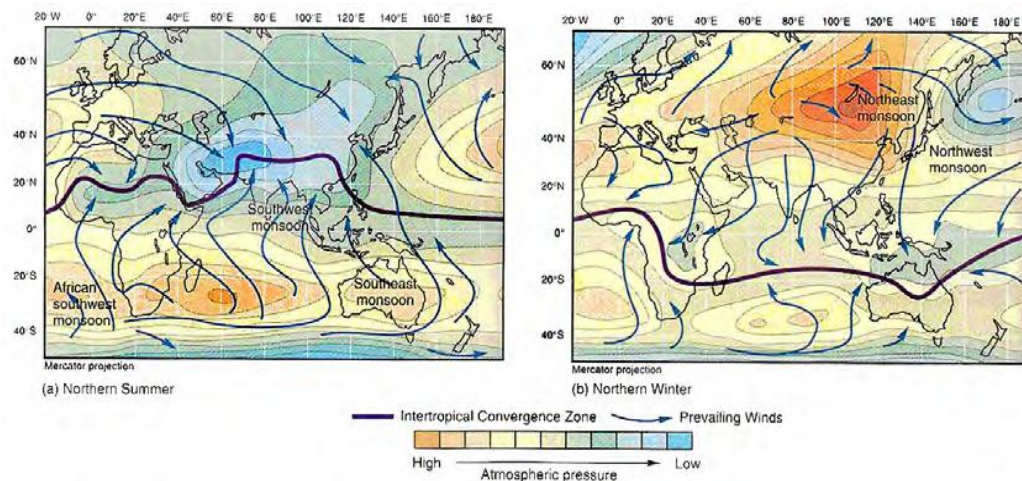 20°W 0° 20°E 40°E 60°E 80°E 100°E 120°E 140°E 160°E 180°E
60°N
40°N
20°N
0°
20°S
40°S
Southwest
monsoon
African
southwest
monsoon
Southeast
monsoon
Mercator projection
(a) Northern Summer
20°W 0° 20°E 40°E 60°E 80°E 100°E 120°E 140°E 160°E 180°E
60°N
40°N
20°N
0°
20°S
40°S
Northeast
monsoon
Northwest
monsoon
Mercator projection
(b) Northern Winter
Intertropical Convergence Zone
Prevailing Winds
High
Low
Atmospheric pressure